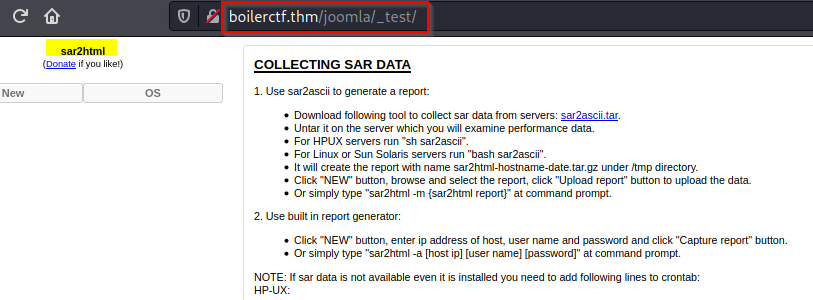 boilerctf.thm/joomla/_test/
sar2html
(Donate if you like!)
New
OS
COLLECTING SAR DATA
1. Use sar2ascii to generate a report:
Download following tool to collect sar data from servers: sar2ascii.tar.
Untar it on the server which you will examine performance data.
For HPUX servers run "sh sar2ascii".
For Linux or Sun Solaris servers run "bash sar2ascii".
It will create the report with name sar2html-hostname-date.tar.gz under /tmp directory.
Click "NEW" button, browse and select the report, click "Upload report" button to upload the data.
Or simply type "sar2html -m {sar2html report}" at command prompt.
2. Use built in report generator:
Click "NEW" button, enter ip address of host, user name and password and click "Capture report" button.
Or simply type "sar2html -a [host ip] [user name] [password]" at command prompt.
NOTE: If sar data is not available even it is installed you need to add following lines to crontab:
HP-UX: